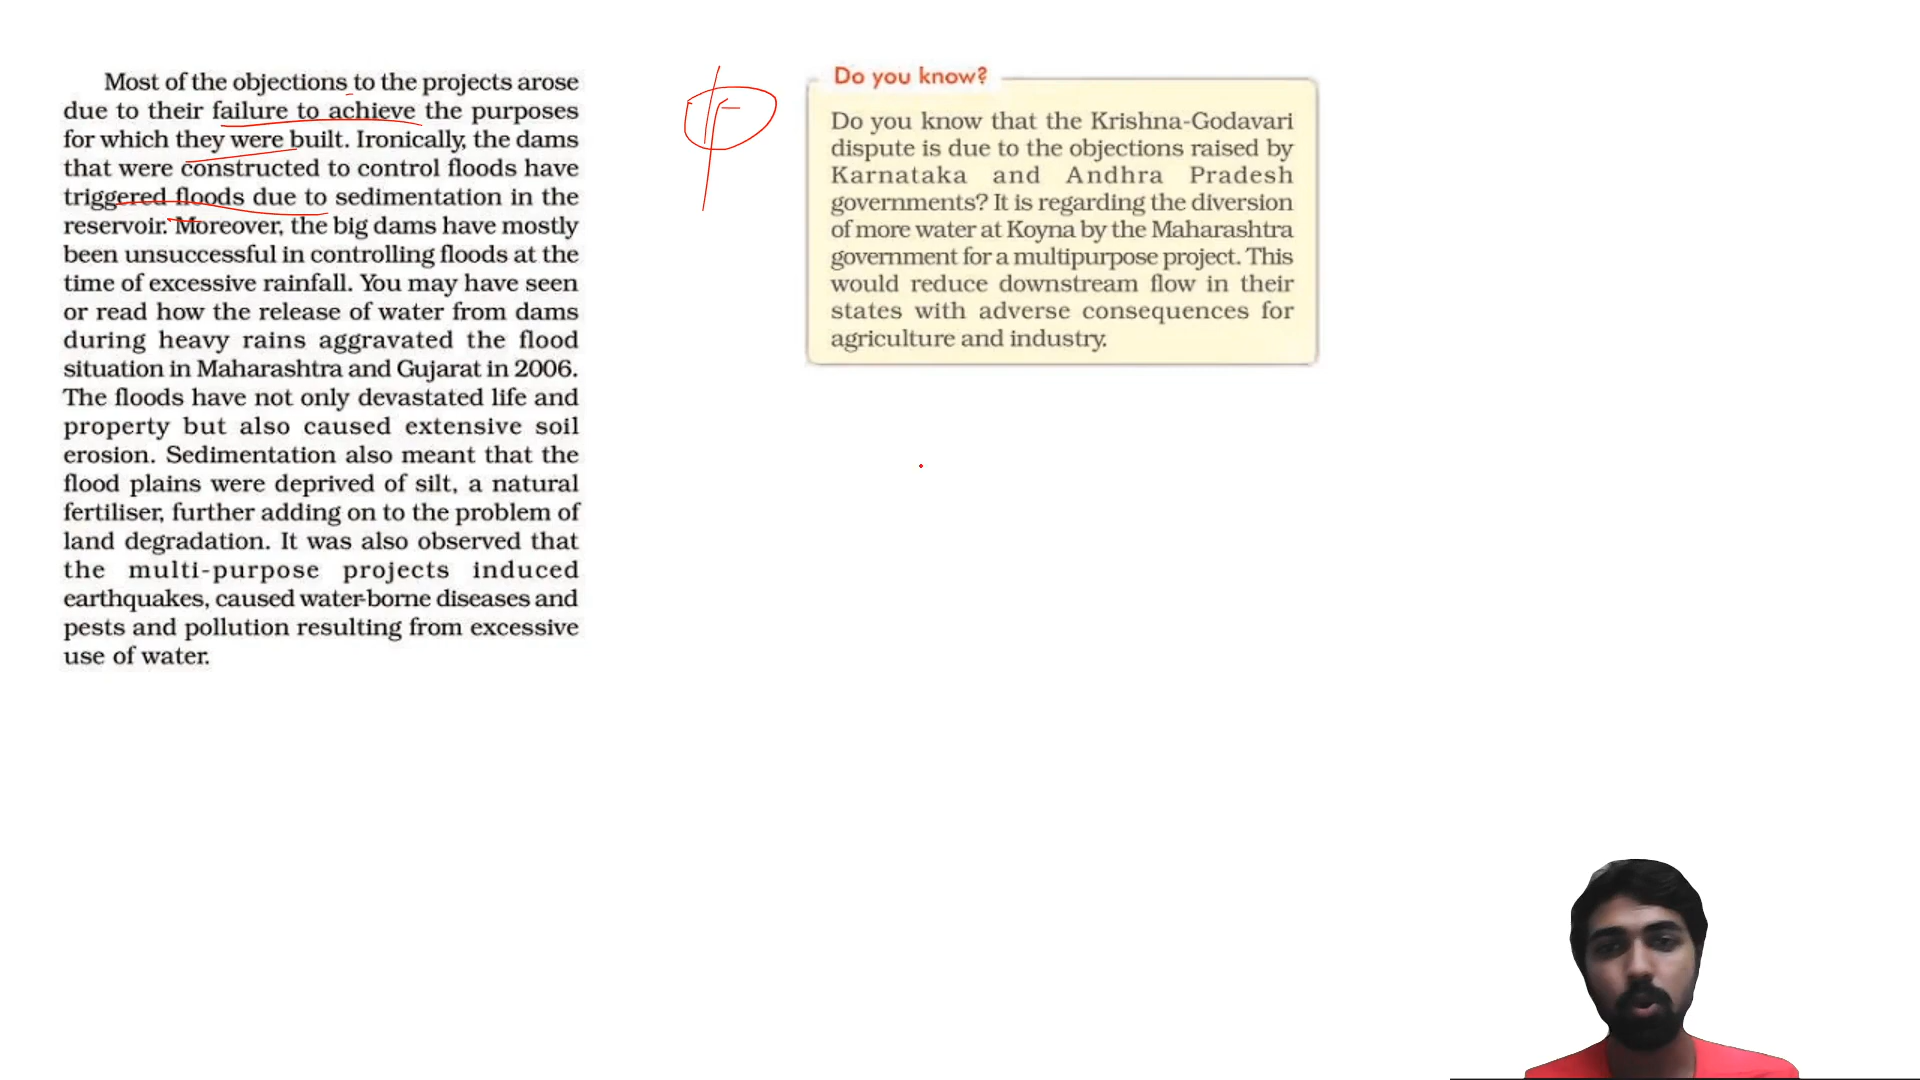 Most of the objections to the projects arose
due to their failure to achieve the purposes
for which they were built. Ironically, the dams
that were constructed to control floods have
triggered floods due to sedimentation in the
reservoir. Moreover, the big dams have mostly
been unsuccessful in controlling floods at the
time of excessive rainfall. You may have seen
or read how the release of water from dams
during heavy rains aggravated the flood
situation in Maharashtra and Gujarat in 2006.
The floods have not only devastated life and
property but also caused extensive soil
erosion. Sedimentation also meant that the
flood plains were deprived of silt, a natural
fertiliser, further adding on to the problem of
land degradation. It was also observed that
the multi-purpose projects induced
earthquakes, caused water-borne diseases and
pests and pollution resulting from excessive
use of water.
Do you know?
Do you know that the Krishna-Godavari
dispute is due to the objections raised by
Karnataka and Andhra Pradesh
governments? It is regarding the diversion
of more water at Koyna by the Maharashtra
government for a multipurpose project. This
would reduce downstream flow in their
states with adverse consequences for
agriculture and industry.